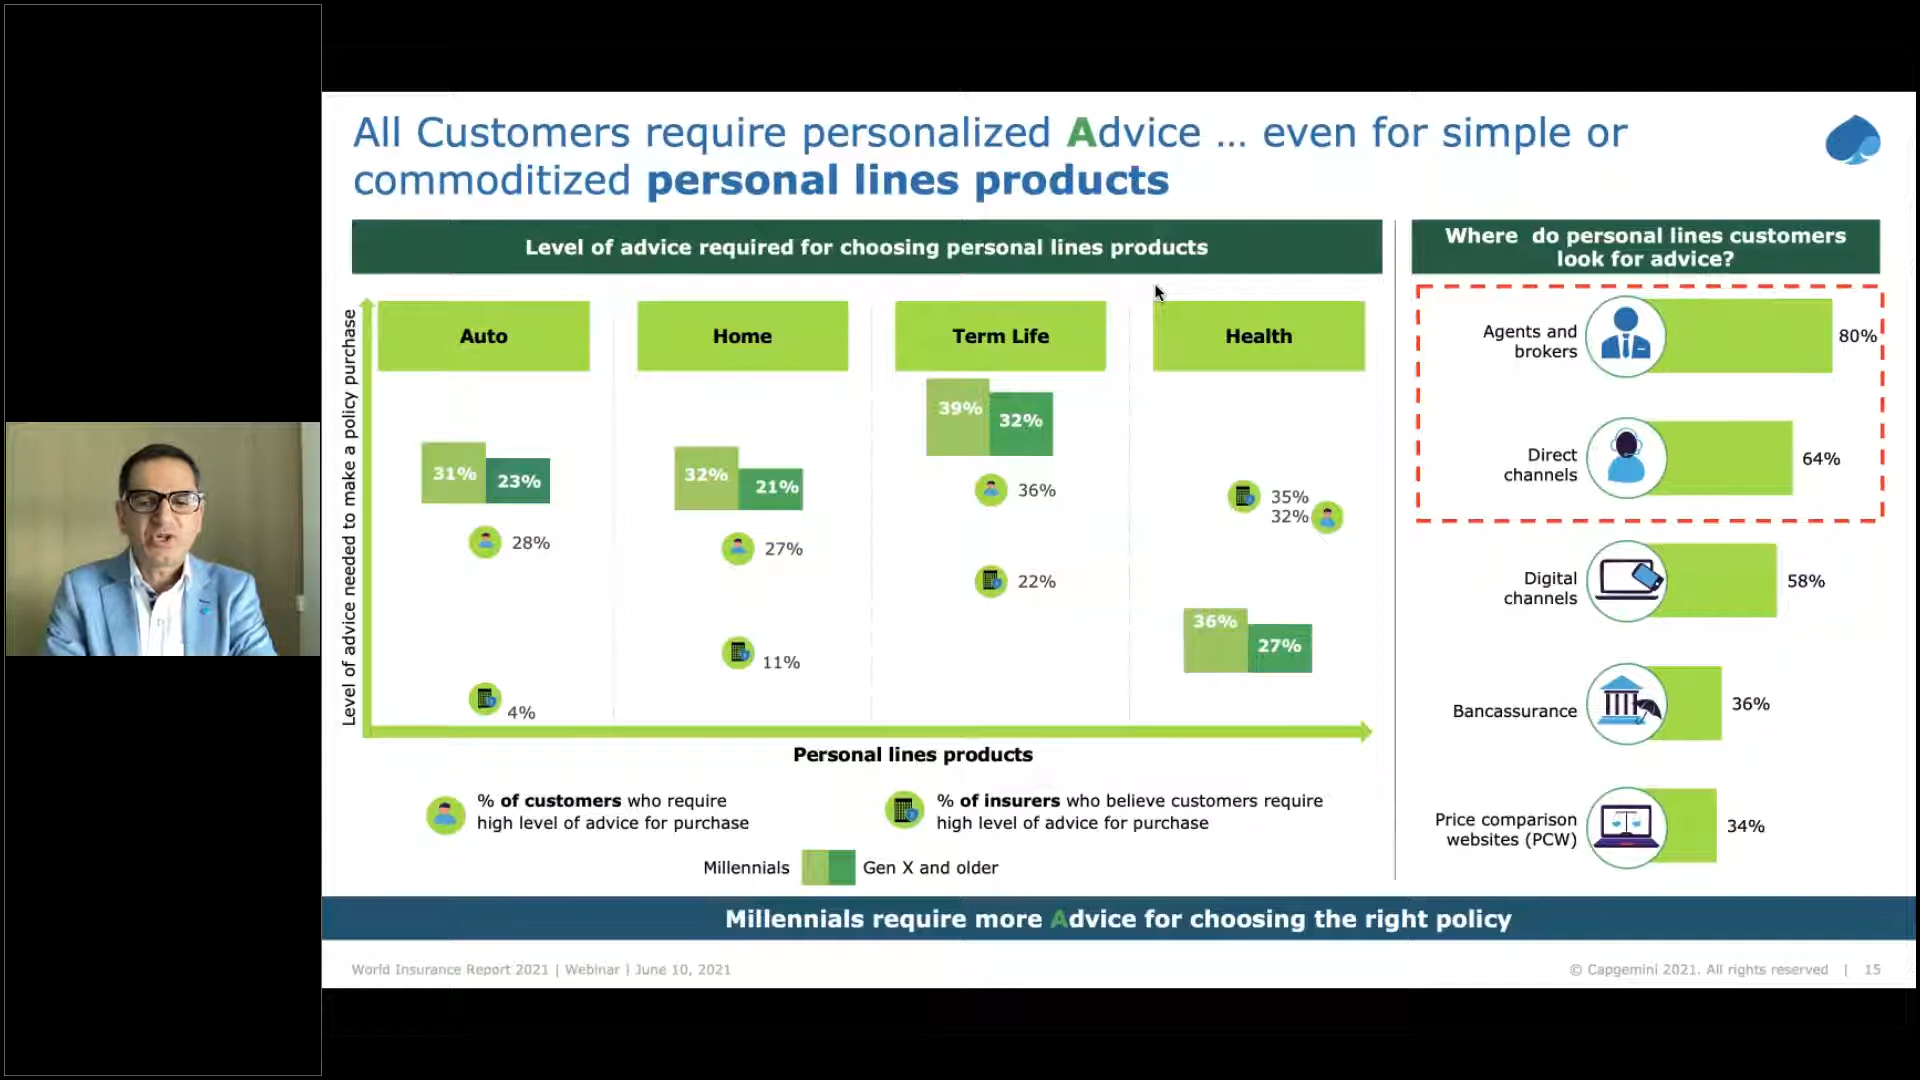 All Customers require personalized Advice ... even for simple or
commoditized personal lines products
Level of advice required for choosing personal lines products
Where do personal lines customers
look for advice?
Level of advice needed to make a policy purchase
Auto
Home
Term Life
Health
31%
23%
28%
4%
32%
21%
27%
11%
39%
32%
36%
22%
35%
32%
36%
27%
Personal lines products
% of customers who require
high level of advice for purchase
% of insurers who believe customers require
high level of advice for purchase
Millennials
Gen X and older
Agents and
brokers
80%
Direct
channels
64%
Digital
channels
58%
Bancassurance
36%
Price comparison
websites (PCW)
34%
Millennials require more Advice for choosing the right policy
World Insurance Report 2021 | Webinar | June 10, 2021
© Capgemini 2021. All rights reserved | 15